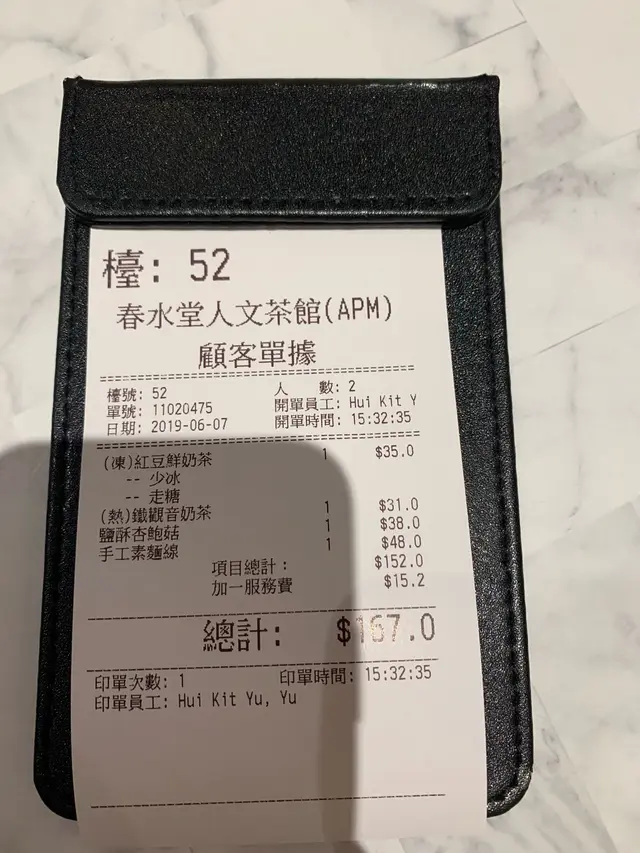 檯: 52
春水堂人文茶館(APM)
顧客單據
檯號: 52 人 數: 2
單號: 11020475 開單員工: Hui Kit Y
日期: 2019-06-07 開單時間: 15:32:35
(凍)紅豆鮮奶茶 1 $35.0
-- 少冰
-- 走糖
(熱)鐵觀音奶茶 1 $31.0
鹽酥杏鮑菇 1 $38.0
手工素麵線 1 $48.0
項目總計: $152.0
加一服務費 $15.2
總計: $167.0
印單次數: 1 印單時間: 15:32:35
印單員工: Hui Kit Yu, Yu